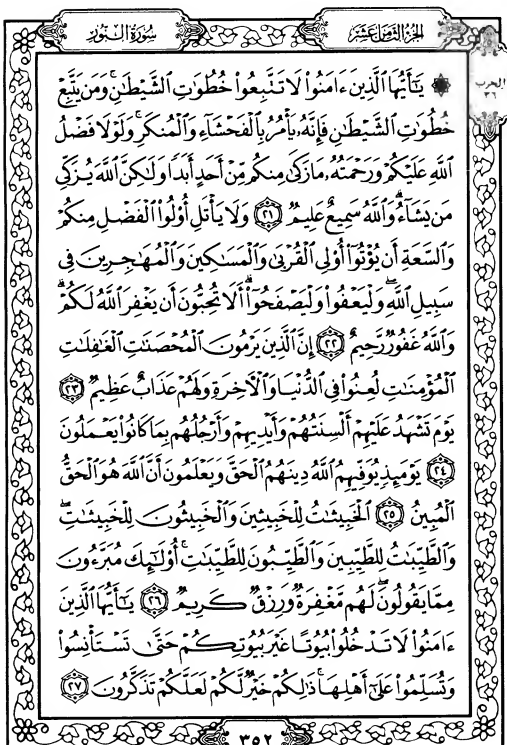 الجزء الثامن عشر
سورة النور
الحزب
٣٦
۞ يَٰٓأَيُّهَا ٱلَّذِينَ ءَامَنُوا۟ لَا تَتَّبِعُوا۟ خُطُوَٰتِ ٱلشَّيْطَٰنِ ۚ وَمَن يَتَّبِعْ
خُطُوَٰتِ ٱلشَّيْطَٰنِ فَإِنَّهُۥ يَأْمُرُ بِٱلْفَحْشَآءِ وَٱلْمُنكَرِ ۚ وَلَوْلَا فَضْلُ
ٱللَّهِ عَلَيْكُمْ وَرَحْمَتُهُۥ مَا زَكَىٰ مِنكُم مِّنْ أَحَدٍ أَبَدًا وَلَٰكِنَّ ٱللَّهَ يُزَكِّى
مَن يَشَآءُ ۗ وَٱللَّهُ سَمِيعٌ عَلِيمٌ ٢١ وَلَا يَأْتَلِ أُو۟لُوا۟ ٱلْفَضْلِ مِنكُمْ
وَٱلسَّعَةِ أَن يُؤْتُوٓا۟ أُو۟لِى ٱلْقُرْبَىٰ وَٱلْمَسَٰكِينَ وَٱلْمُهَٰجِرِينَ فِى
سَبِيلِ ٱللَّهِ ۖ وَلْيَعْفُوا۟ وَلْيَصْفَحُوٓا۟ ۗ أَلَا تُحِبُّونَ أَن يَغْفِرَ ٱللَّهُ لَكُمْ ۗ
وَٱللَّهُ غَفُورٌ رَّحِيمٌ ٢٢ إِنَّ ٱلَّذِينَ يَرْمُونَ ٱلْمُحْصَنَٰتِ ٱلْغَٰفِلَٰتِ
ٱلْمُؤْمِنَٰتِ لُعِنُوا۟ فِى ٱلدُّنْيَا وَٱلْءَاخِرَةِ وَلَهُمْ عَذَابٌ عَظِيمٌ ٢٣
يَوْمَ تَشْهَدُ عَلَيْهِمْ أَلْسِنَتُهُمْ وَأَيْدِيهِمْ وَأَرْجُلُهُم بِمَا كَانُوا۟ يَعْمَلُونَ
٢٤ يَوْمَئِذٍ يُوَفِّيهِمُ ٱللَّهُ دِينَهُمُ ٱلْحَقَّ وَيَعْلَمُونَ أَنَّ ٱللَّهَ هُوَ ٱلْحَقُّ
ٱلْمُبِينُ ٢٥ ٱلْخَبِيثَٰتُ لِلْخَبِيثِينَ وَٱلْخَبِيثُونَ لِلْخَبِيثَٰتِ ۖ
وَٱلطَّيِّبَٰتُ لِلطَّيِّبِينَ وَٱلطَّيِّبُونَ لِلطَّيِّبَٰتِ ۚ أُو۟لَٰٓئِكَ مُبَرَّءُونَ
مِمَّا يَقُولُونَ ۖ لَهُم مَّغْفِرَةٌ وَرِزْقٌ كَرِيمٌ ٢٦ يَٰٓأَيُّهَا ٱلَّذِينَ
ءَامَنُوا۟ لَا تَدْخُلُوا۟ بُيُوتًا غَيْرَ بُيُوتِكُمْ حَتَّىٰ تَسْتَأْنِسُوا۟
وَتُسَلِّمُوا۟ عَلَىٰٓ أَهْلِهَا ۚ ذَٰلِكُمْ خَيْرٌ لَّكُمْ لَعَلَّكُمْ تَذَكَّرُونَ ٢٧
٣٥٢